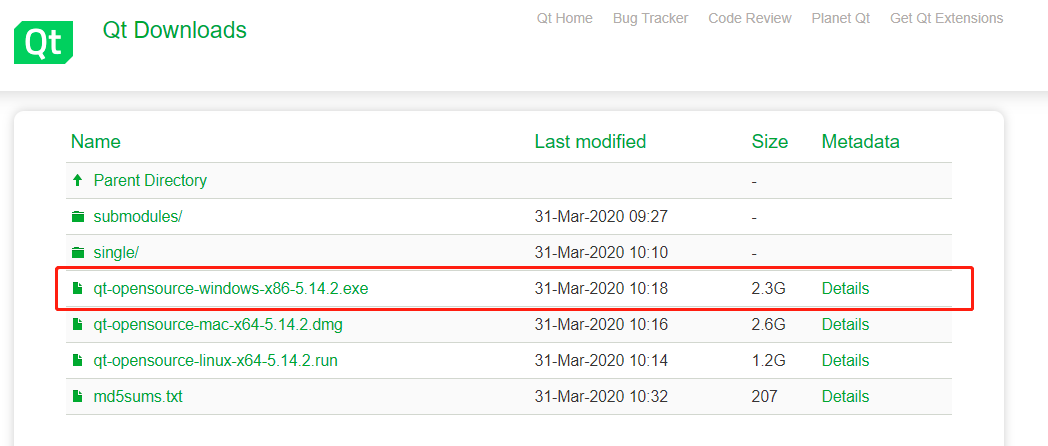 Qt Qt Downloads Qt Home Bug Tracker Code Review Planet Qt Get Qt Extensions
Name Last modified Size Metadata
Parent Directory -
submodules/ 31-Mar-2020 09:27 -
single/ 31-Mar-2020 10:10 -
qt-opensource-windows-x86-5.14.2.exe 31-Mar-2020 10:18 2.3G Details
qt-opensource-mac-x64-5.14.2.dmg 31-Mar-2020 10:16 2.6G Details
qt-opensource-linux-x64-5.14.2.run 31-Mar-2020 10:14 1.2G Details
md5sums.txt 31-Mar-2020 10:32 207 Details